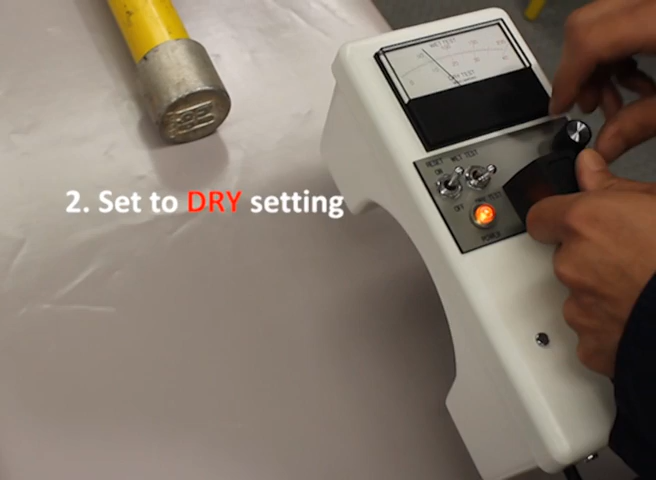 WET TEST
DRY TEST
RESET WET TEST
ON
2. Set to DRY setting
OFF
POWER